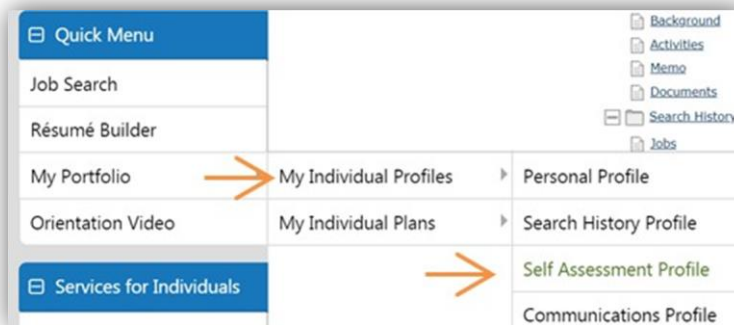 Quick Menu
Job Search
Résumé Builder
My Portfolio
Orientation Video
Services for Individuals
My Individual Profiles
My Individual Plans
Personal Profile
Search History Profile
Self Assessment Profile
Communications Profile
Background
Activities
Memo
Documents
Search History
Jobs